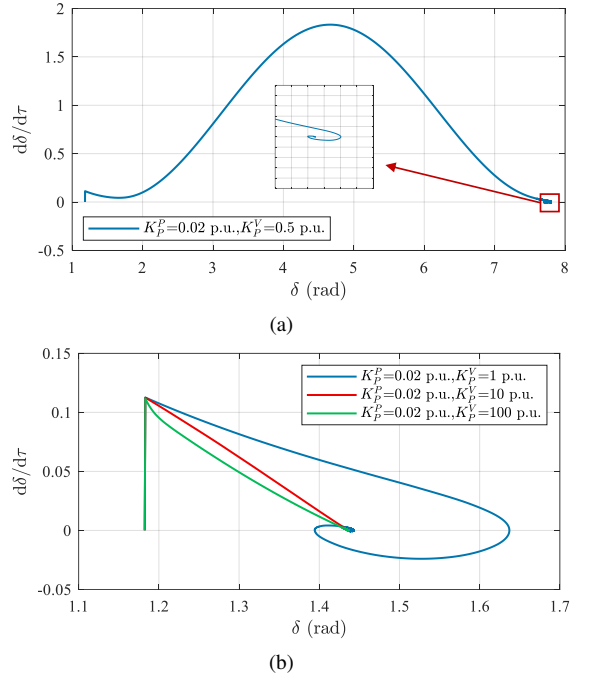 2
1.5
1
0.5
0
-0.5
dδ/dτ
K_P^P=0.02 p.u.,K_P^V=0.5 p.u.
1 2 3 4 5 6 7 8
δ (rad)
(a)
0.15
0.1
0.05
0
-0.05
dδ/dτ
K_P^P=0.02 p.u.,K_P^V=1 p.u.
K_P^P=0.02 p.u.,K_P^V=10 p.u.
K_P^P=0.02 p.u.,K_P^V=100 p.u.
1.1 1.2 1.3 1.4 1.5 1.6 1.7
δ (rad)
(b)